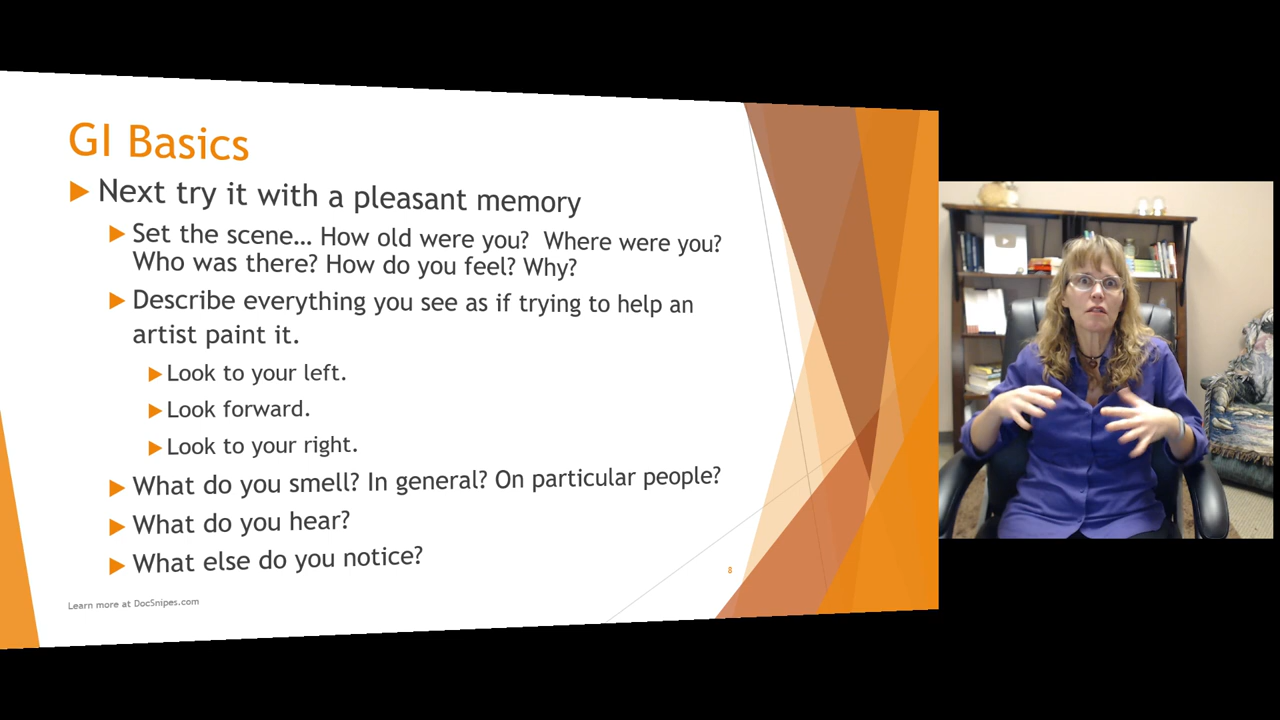 GI Basics
Next try it with a pleasant memory
Set the scene… How old were you?  Where were you?
Who was there? How do you feel? Why?
Describe everything you see as if trying to help an
artist paint it.
Look to your left.
Look forward.
Look to your right.
What do you smell? In general? On particular people?
What do you hear?
What else do you notice?
8
Learn more at DocSnipes.com